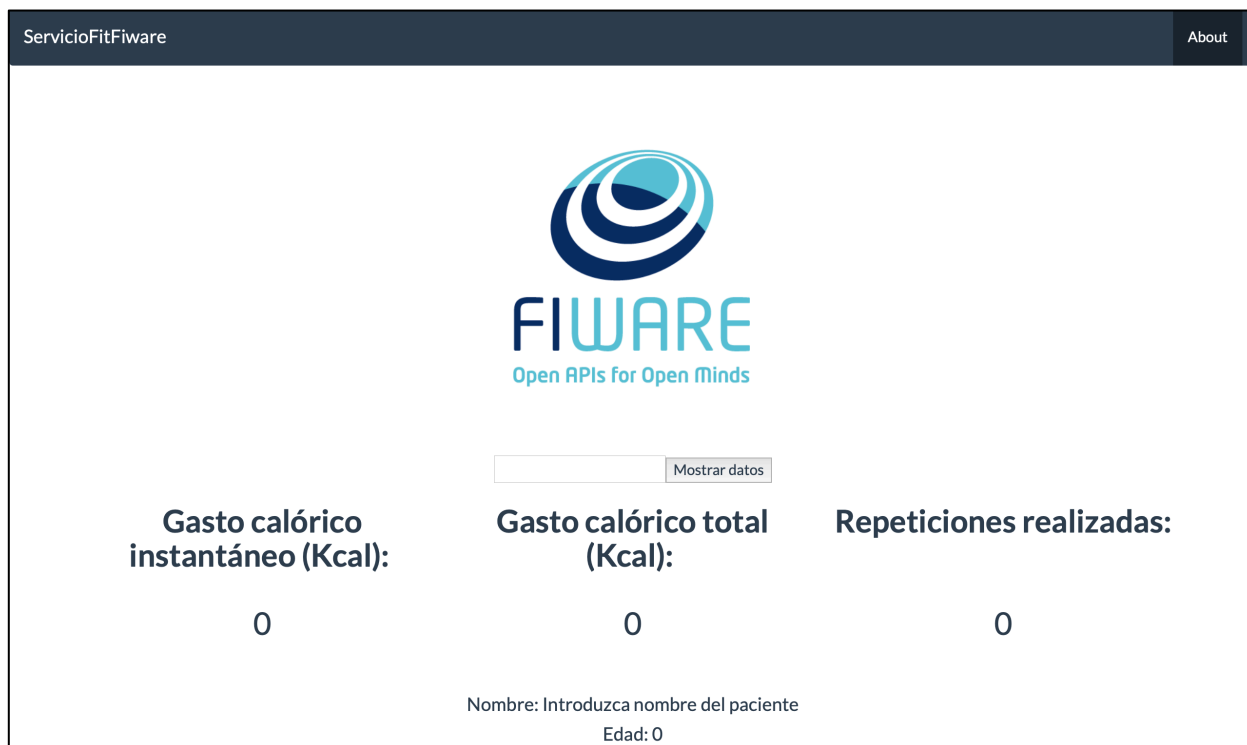 ServicioFitFiware
About
FIWARE
Open APIs for Open Minds
Mostrar datos
Gasto calórico
instantáneo (Kcal):
0
Gasto calórico total
(Kcal):
0
Repeticiones realizadas:
0
Nombre: Introduzca nombre del paciente
Edad: 0